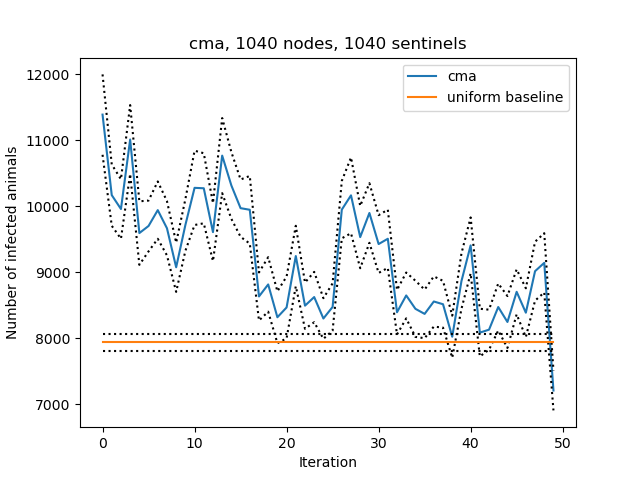 cma, 1040 nodes, 1040 sentinels
cma
uniform baseline
Number of infected animals
12000
11000
10000
9000
8000
7000
0
10
20
30
40
50
Iteration